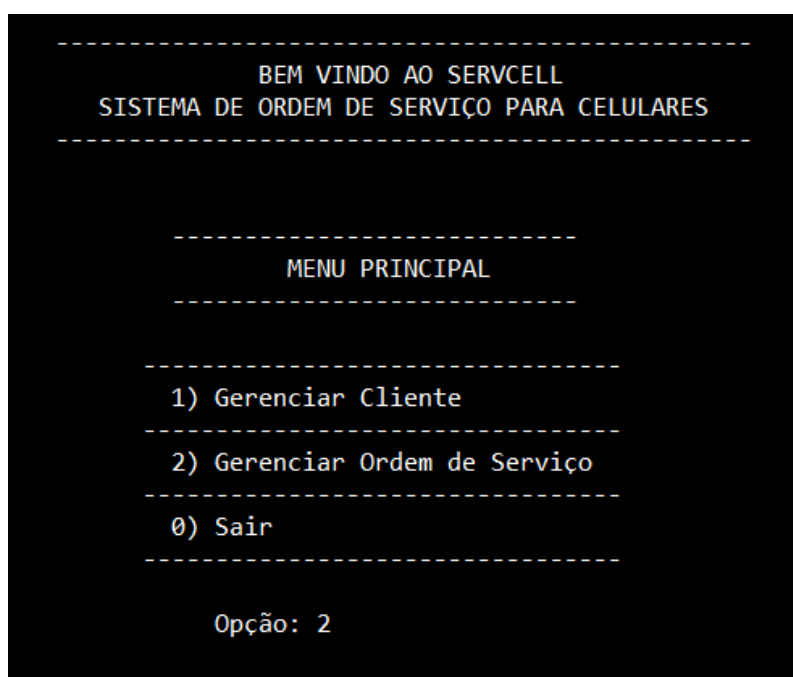 ------------------------------------------------
BEM VINDO AO SERVCELL
SISTEMA DE ORDEM DE SERVIÇO PARA CELULARES
------------------------------------------------
----------------------------
MENU PRINCIPAL
----------------------------
---------------------------------
1) Gerenciar Cliente
---------------------------------
2) Gerenciar Ordem de Serviço
---------------------------------
0) Sair
---------------------------------
Opção: 2